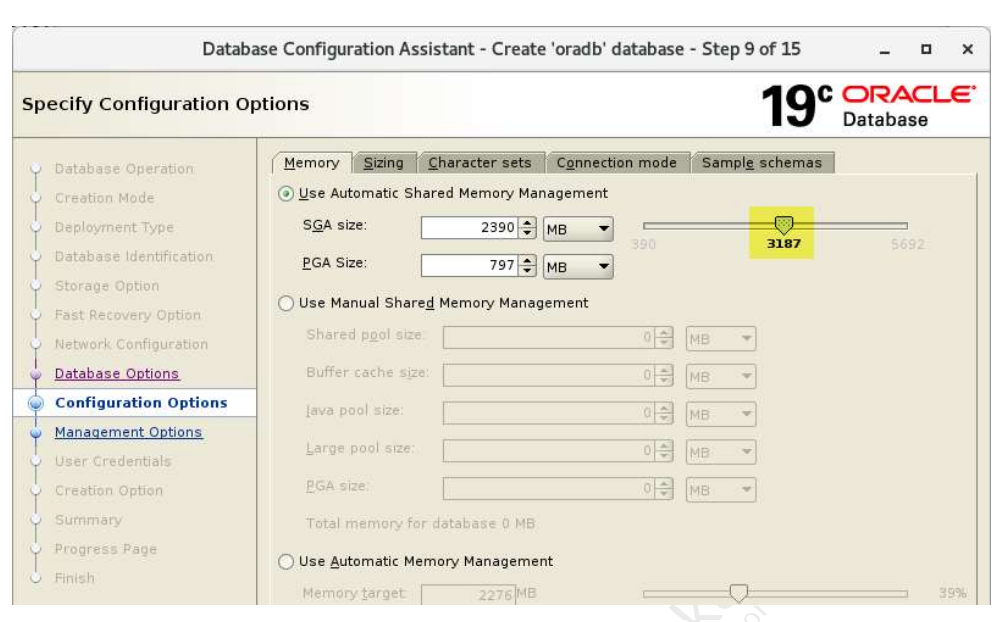 Database Configuration Assistant - Create 'oradb' database - Step 9 of 15
Specify Configuration Options
19c ORACLE
Database
Database Operation
Creation Mode
Deployment Type
Database Identification
Storage Option
Fast Recovery Option
Network Configuration
Database Options
Configuration Options
Management Options
User Credentials
Creation Option
Summary
Progress Page
Finish
Memory Sizing Character sets Connection mode Sample schemas
Use Automatic Shared Memory Management
SGA size: 2390 MB
390 3187 5692
PGA Size: 797 MB
Use Manual Shared Memory Management
Shared pool size: 0 MB
Buffer cache size: 0 MB
Java pool size: 0 MB
Large pool size: 0 MB
PGA size: 0 MB
Total memory for database 0 MB
Use Automatic Memory Management
Memory target: 2276 MB 39%